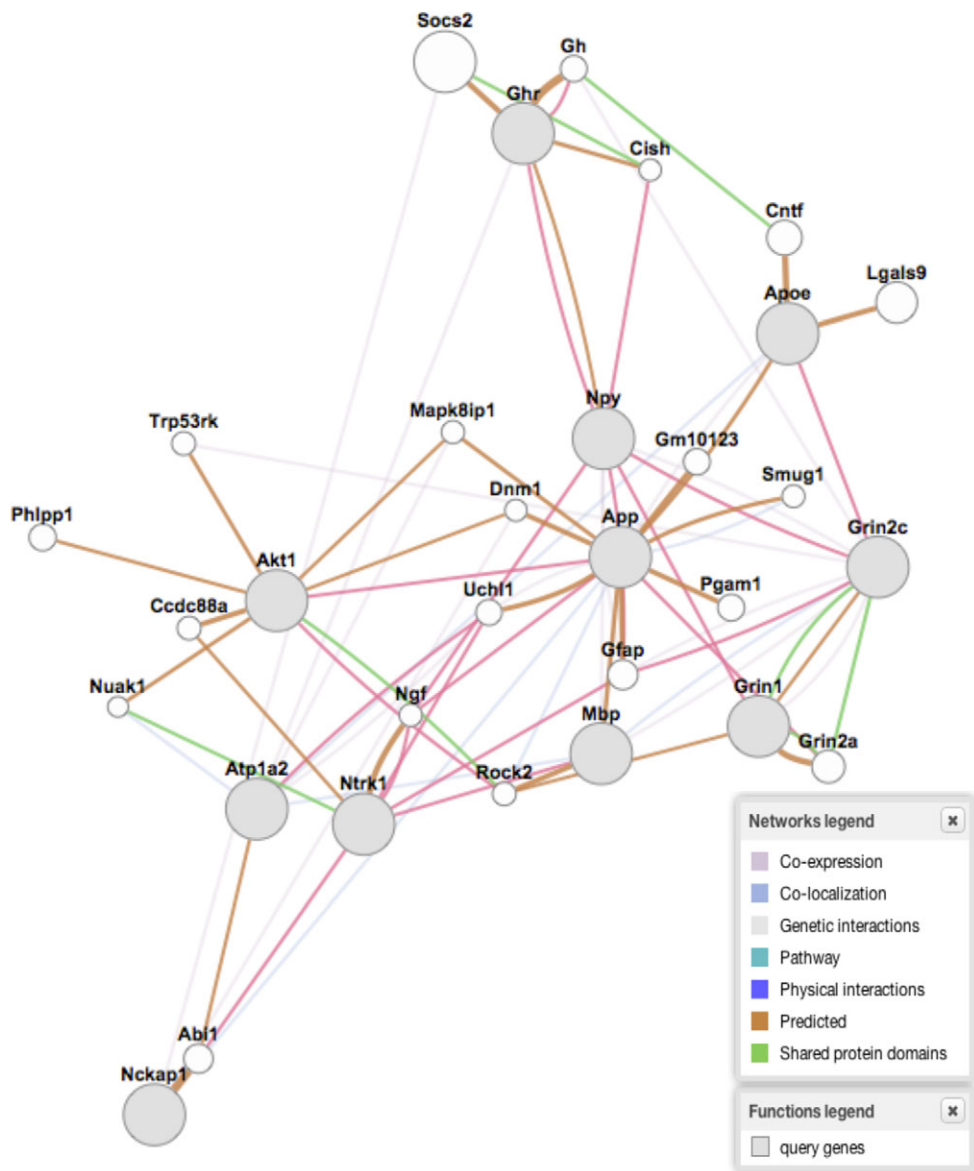 Socs2
Gh
Ghr
Cish
Cntf
Lgals9
Apoe
Npy
Mapk8ip1
Trp53rk
Gm10123
Smug1
Dnm1
Phlpp1
App
Grin2c
Akt1
Uchl1
Pgam1
Ccdc88a
Gfap
Nuak1
Ngf
Mbp
Grin1
Grin2a
Atp1a2
Ntrk1
Rock2
Abi1
Nckap1
Networks legend
Co-expression
Co-localization
Genetic interactions
Pathway
Physical interactions
Predicted
Shared protein domains
Functions legend
query genes